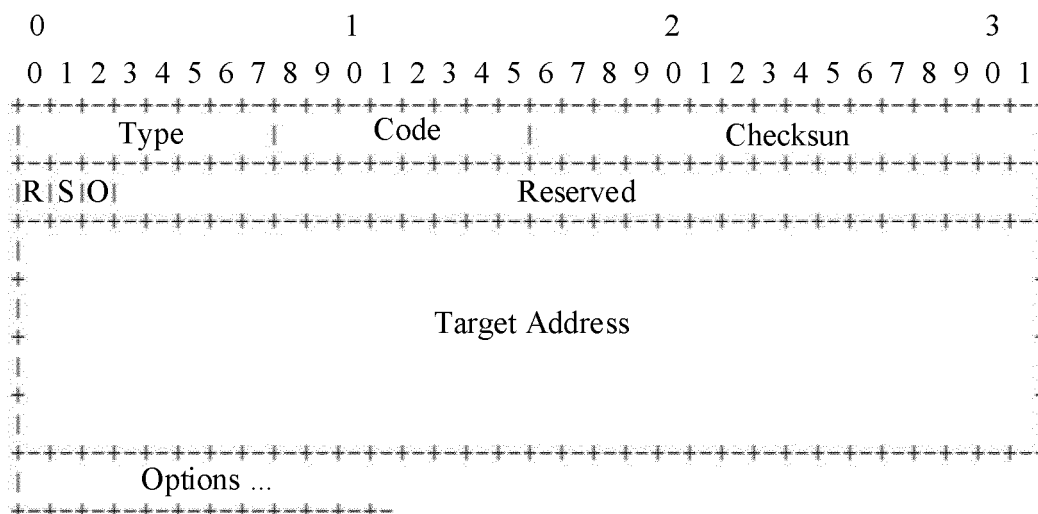 0 1 2 3
0 1 2 3 4 5 6 7 8 9 0 1 2 3 4 5 6 7 8 9 0 1 2 3 4 5 6 7 8 9 0 1
Type Code Checksun
R S O Reserved
Target Address
Options ...